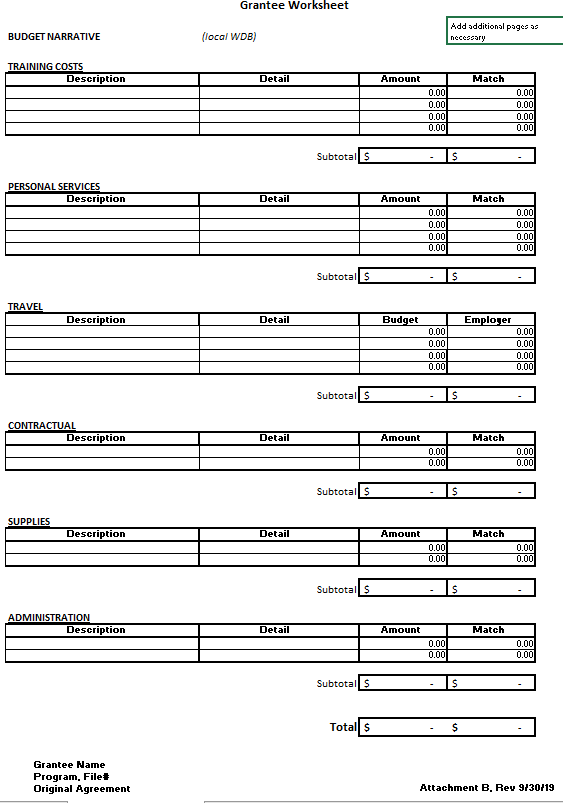 Grantee Worksheet
Add additional pages as
necessary
BUDGET NARRATIVE (local WDB)
TRAINING COSTS
Description Detail Amount Match
0.00 0.00
0.00 0.00
0.00 0.00
0.00 0.00
Subtotal $ - $ -
PERSONAL SERVICES
Description Detail Amount Match
0.00 0.00
0.00 0.00
0.00 0.00
0.00 0.00
Subtotal $ - $ -
TRAVEL
Description Detail Budget Employer
0.00 0.00
0.00 0.00
0.00 0.00
0.00 0.00
Subtotal $ - $ -
CONTRACTUAL
Description Detail Amount Match
0.00 0.00
0.00 0.00
Subtotal $ - $ -
SUPPLIES
Description Detail Amount Match
0.00 0.00
0.00 0.00
Subtotal $ - $ -
ADMINISTRATION
Description Detail Amount Match
0.00 0.00
0.00 0.00
Subtotal $ - $ -
Total $ - $ -
Grantee Name
Program, File#
Original Agreement Attachment B, Rev 9/30/19